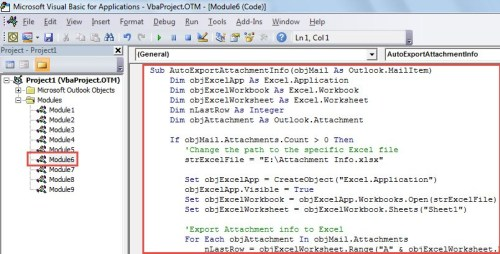 Microsoft Visual Basic for Applications - VbaProject.OTM - [Module6 (Code)]
File Edit View Insert Format Debug Run Tools Add-Ins Window Help
Ln 1, Col 1
Project - Project1
Project1 (VbaProject.OTM)
Microsoft Outlook Objects
Modules
Module1
Module2
Module3
Module4
Module5
Module6
Module7
Module8
Module9
(General)
AutoExportAttachmentInfo
Sub AutoExportAttachmentInfo(objMail As Outlook.MailItem)
Dim objExcelApp As Excel.Application
Dim objExcelWorkbook As Excel.Workbook
Dim objExcelWorksheet As Excel.Worksheet
Dim nLastRow As Integer
Dim objAttachment As Outlook.Attachment
If objMail.Attachments.Count > 0 Then
'Change the path to the specific Excel file
strExcelFile = "E:\Attachment Info.xlsx"
Set objExcelApp = CreateObject("Excel.Application")
objExcelApp.Visible = True
Set objExcelWorkbook = objExcelApp.Workbooks.Open(strExcelFile)
Set objExcelWorksheet = objExcelWorkbook.Sheets("Sheet1")
'Export Attachment info to Excel
For Each objAttachment In objMail.Attachments
nLastRow = objExcelWorksheet.Range("A" & objExcelWorksheet.